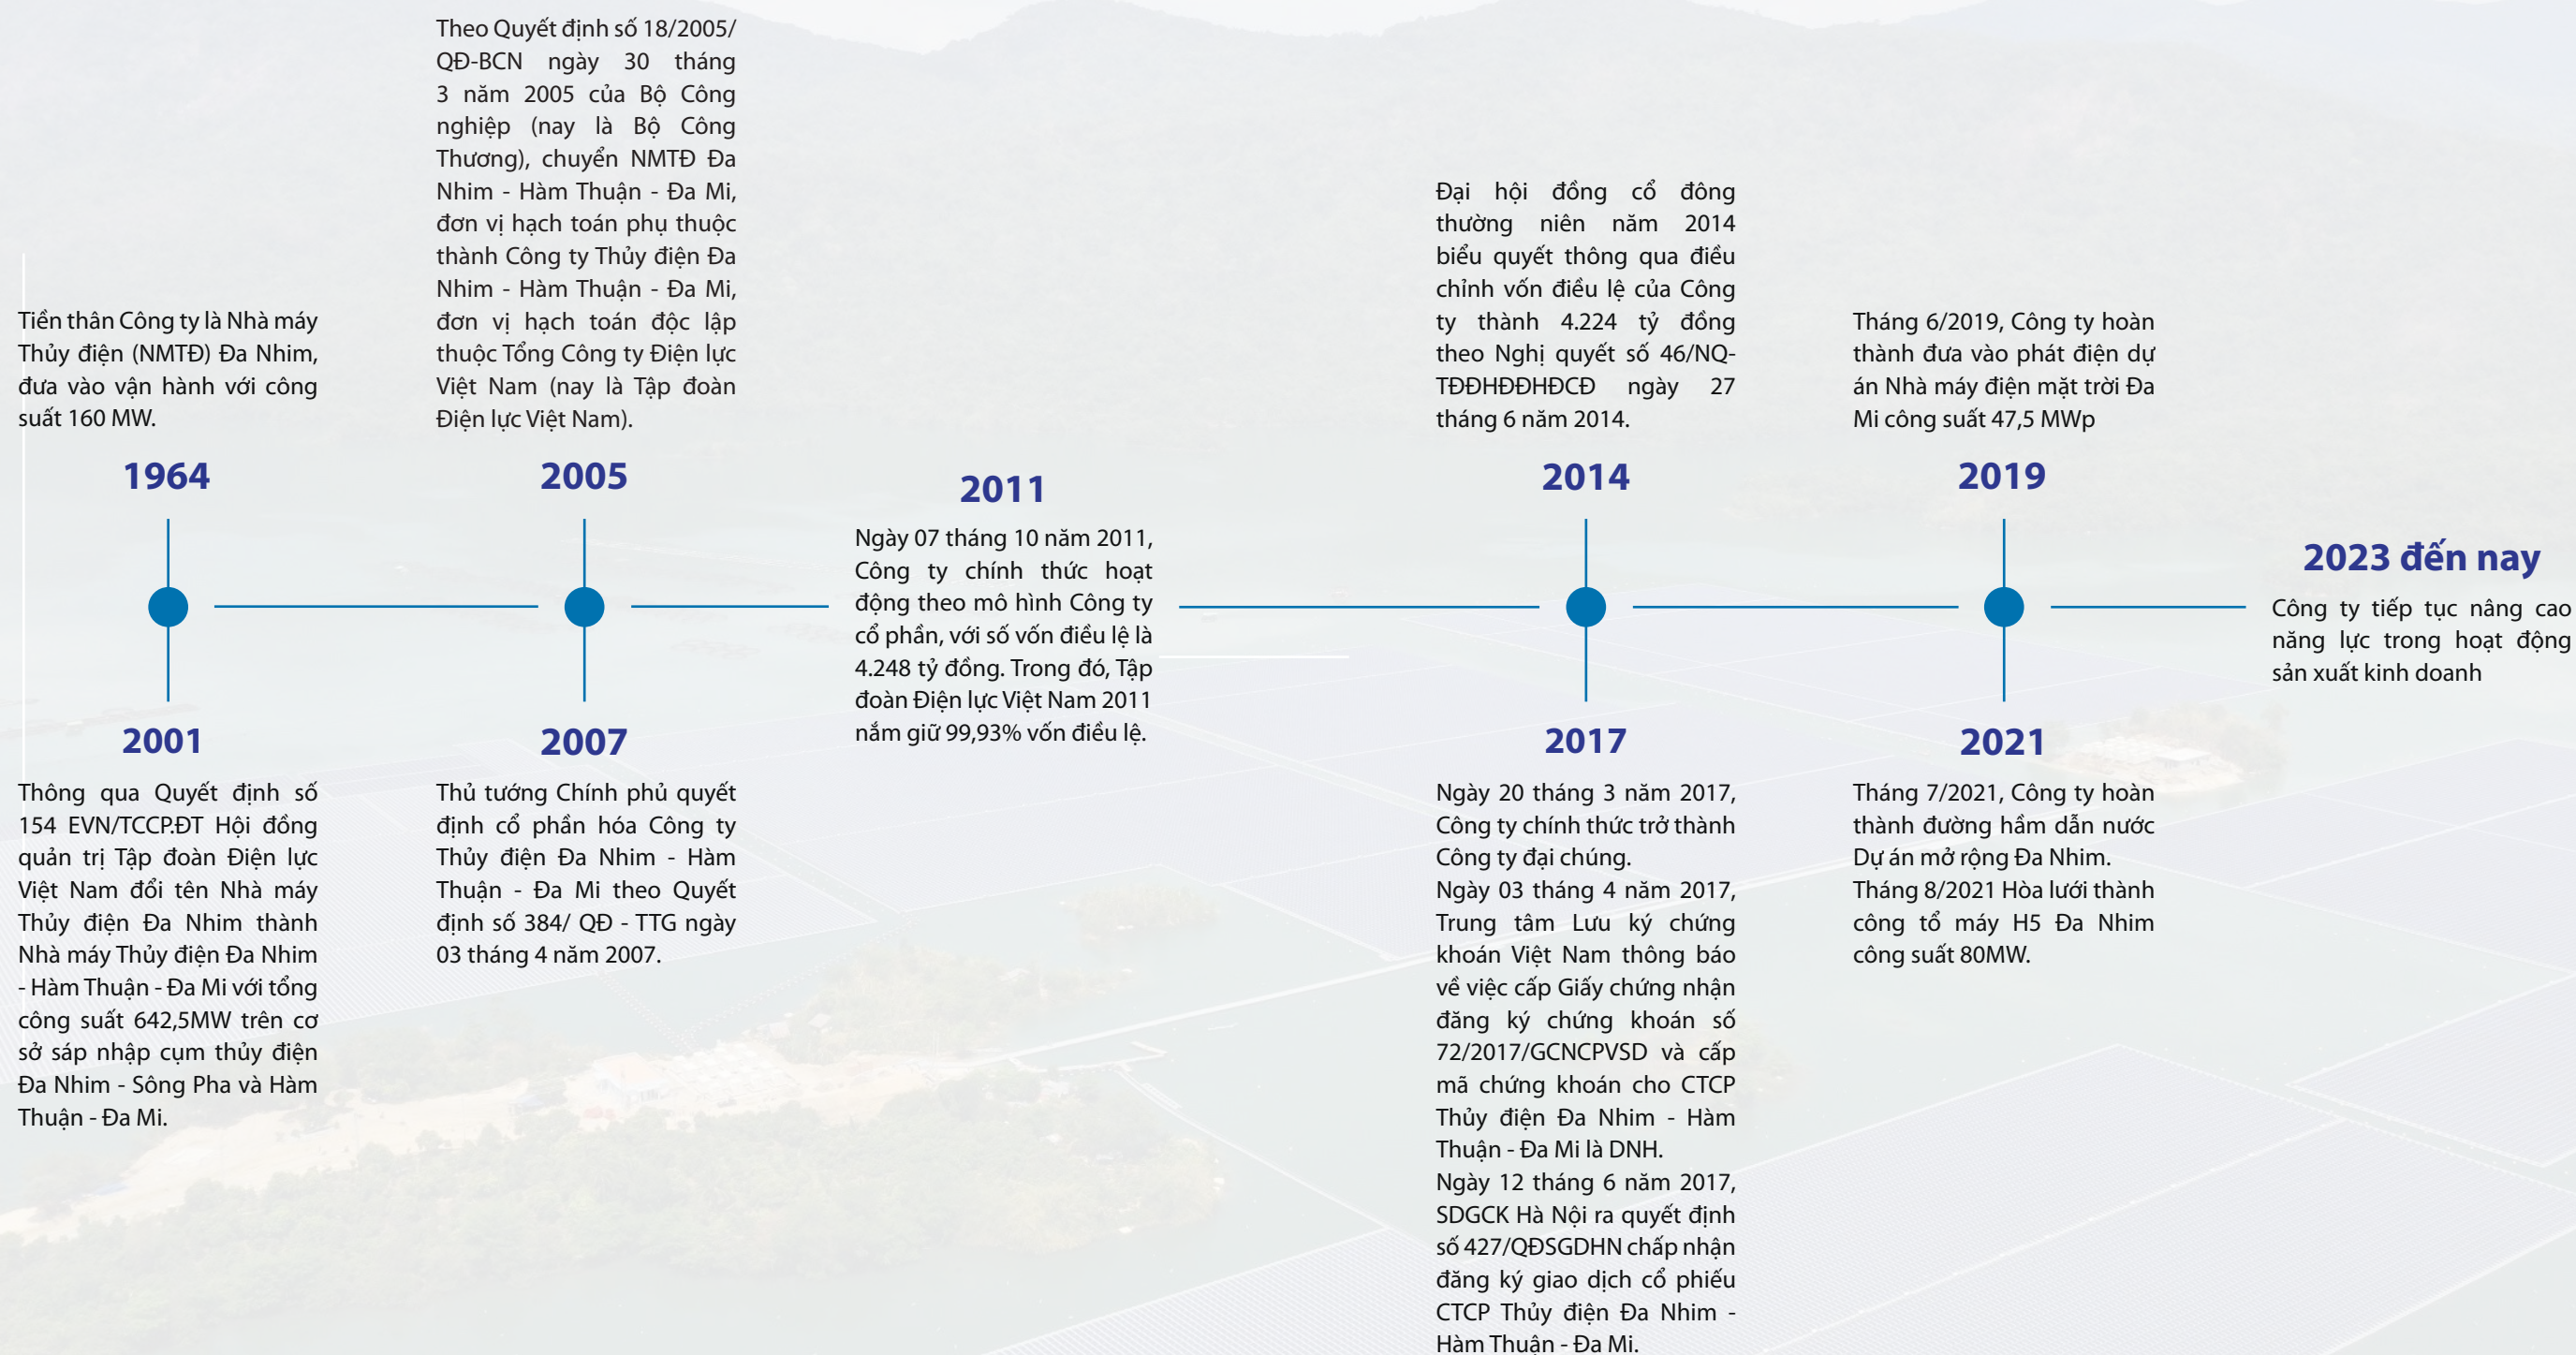 Tiền thân Công ty là Nhà máy
Thủy điện (NMTĐ) Đa Nhim,
đưa vào vận hành với công
suất 160 MW.
1964
2001
Thông qua Quyết định số
154 EVN/TCCP.ĐT Hội đồng
quản trị Tập đoàn Điện lực
Việt Nam đổi tên Nhà máy
Thủy điện Đa Nhim thành
Nhà máy Thủy điện Đa Nhim
- Hàm Thuận - Đa Mi với tổng
công suất 642,5MW trên cơ
sở sáp nhập cụm thủy điện
Đa Nhim - Sông Pha và Hàm
Thuận - Đa Mi.
Theo Quyết định số 18/2005/
QĐ-BCN ngày 30 tháng
3 năm 2005 của Bộ Công
nghiệp (nay là Bộ Công
Thương), chuyển NMTĐ Đa
Nhim - Hàm Thuận - Đa Mi,
đơn vị hạch toán phụ thuộc
thành Công ty Thủy điện Đa
Nhim - Hàm Thuận - Đa Mi,
đơn vị hạch toán độc lập
thuộc Tổng Công ty Điện lực
Việt Nam (nay là Tập đoàn
Điện lực Việt Nam).
2005
2007
Thủ tướng Chính phủ quyết
định cổ phần hóa Công ty
Thủy điện Đa Nhim - Hàm
Thuận - Đa Mi theo Quyết
định số 384/ QĐ - TTG ngày
03 tháng 4 năm 2007.
2011
Ngày 07 tháng 10 năm 2011,
Công ty chính thức hoạt
động theo mô hình Công ty
cổ phần, với số vốn điều lệ là
4.248 tỷ đồng. Trong đó, Tập
đoàn Điện lực Việt Nam 2011
nắm giữ 99,93% vốn điều lệ.
Đại hội đồng cổ đông
thường niên năm 2014
biểu quyết thông qua điều
chỉnh vốn điều lệ của Công
ty thành 4.224 tỷ đồng
theo Nghị quyết số 46/NQ-
TĐĐHĐĐHĐCĐ ngày 27
tháng 6 năm 2014.
2014
2017
Ngày 20 tháng 3 năm 2017,
Công ty chính thức trở thành
Công ty đại chúng.
Ngày 03 tháng 4 năm 2017,
Trung tâm Lưu ký chứng
khoán Việt Nam thông báo
về việc cấp Giấy chứng nhận
đăng ký chứng khoán số
72/2017/GCNCPVSD và cấp
mã chứng khoán cho CTCP
Thủy điện Đa Nhim - Hàm
Thuận - Đa Mi là DNH.
Ngày 12 tháng 6 năm 2017,
SDGCK Hà Nội ra quyết định
số 427/QĐSGDHN chấp nhận
đăng ký giao dịch cổ phiếu
CTCP Thủy điện Đa Nhim -
Hàm Thuận - Đa Mi.
Tháng 6/2019, Công ty hoàn
thành đưa vào phát điện dự
án Nhà máy điện mặt trời Đa
Mi công suất 47,5 MWp
2019
2021
Tháng 7/2021, Công ty hoàn
thành đường hầm dẫn nước
Dự án mở rộng Đa Nhim.
Tháng 8/2021 Hòa lưới thành
công tổ máy H5 Đa Nhim
công suất 80MW.
2023 đến nay
Công ty tiếp tục nâng cao
năng lực trong hoạt động
sản xuất kinh doanh